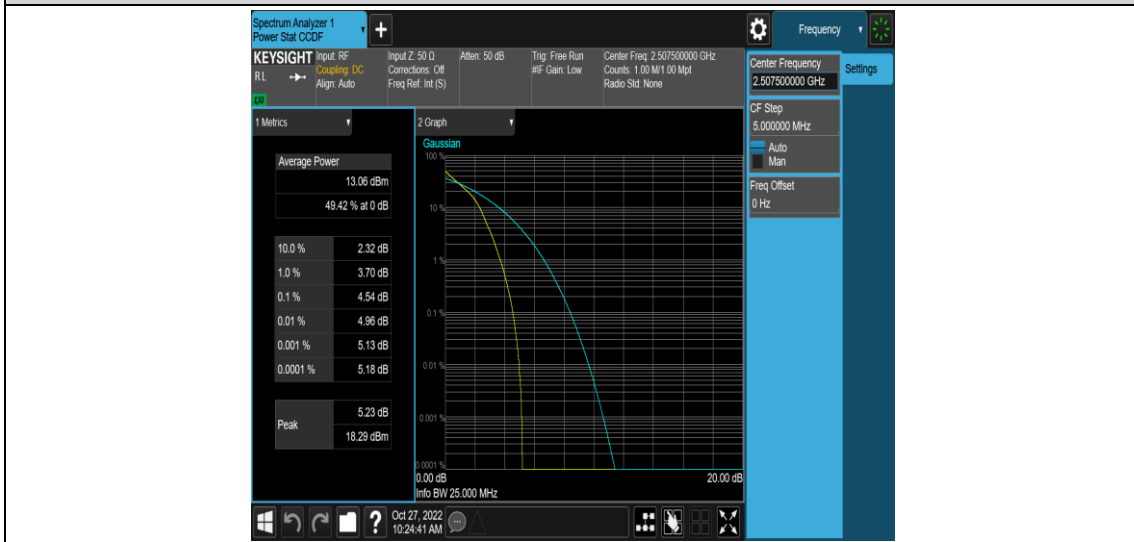 Spectrum Analyzer 1
Power Stat CCDF
Frequency
KEYSIGHT
RL
LXI
Input: RF
Coupling: DC
Align: Auto
Input Z: 50 Ω
Corrections: Off
Freq Ref: Int (S)
Atten: 50 dB
Trig: Free Run
#IF Gain: Low
Center Freq: 2.507500000 GHz
Counts: 1.00 M/1.00 Mpt
Radio Std: None
Center Frequency
2.507500000 GHz
Settings
CF Step
5.000000 MHz
Auto
Man
Freq Offset
0 Hz
1 Metrics
Average Power
13.06 dBm
49.42 % at 0 dB
10.0 % 2.32 dB
1.0 % 3.70 dB
0.1 % 4.54 dB
0.01 % 4.96 dB
0.001 % 5.13 dB
0.0001 % 5.18 dB
Peak
5.23 dB
18.29 dBm
2 Graph
Gaussian
100 %
10 %
1 %
0.1 %
0.01 %
0.001 %
0.0001 %
0.00 dB 20.00 dB
Info BW 25.000 MHz
?
Oct 27, 2022
10:24:41 AM